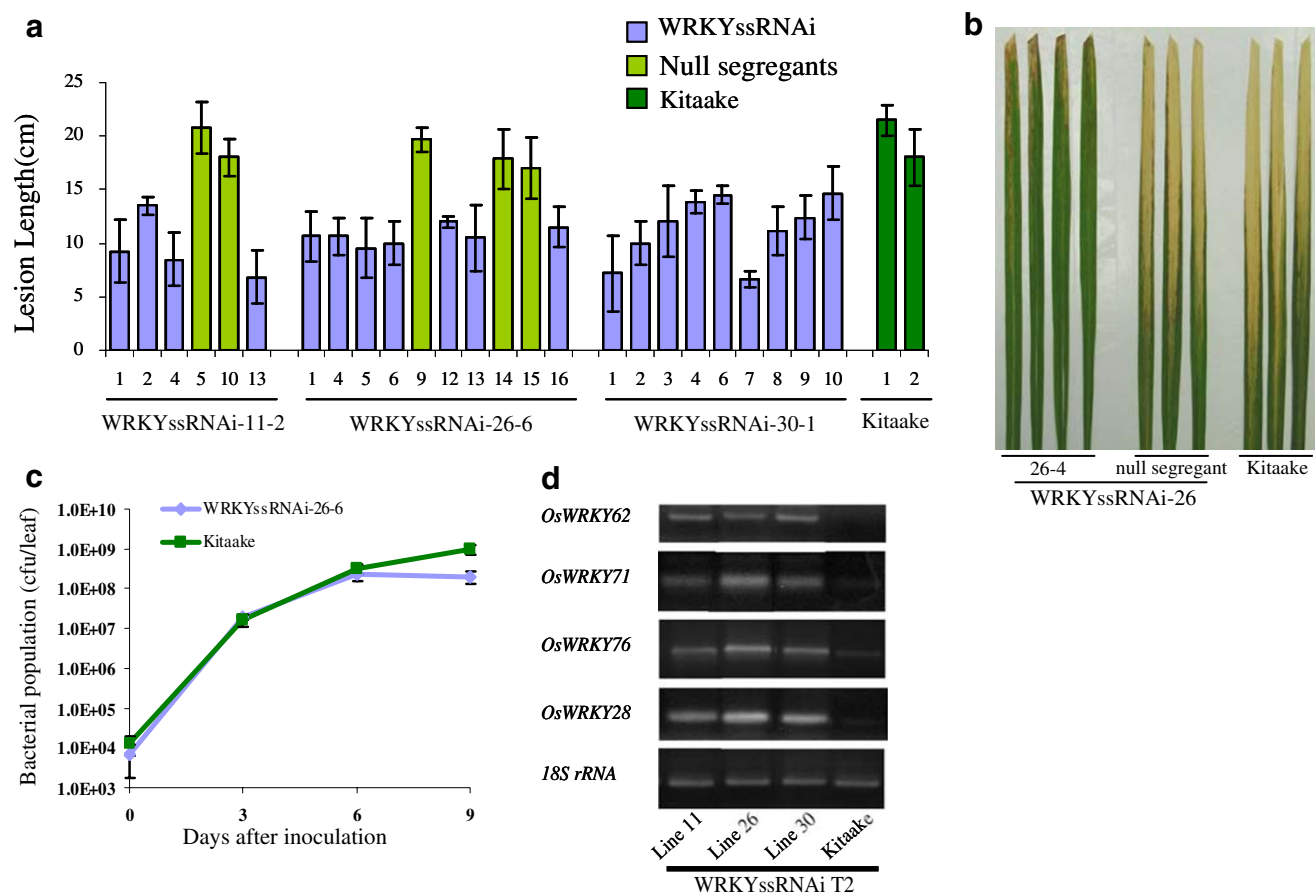 a
WRKYssRNAi
Null segregants
Kitaake
Lesion Length(cm)
25
20
15
10
5
0
1 2 4 5 10 13
1 4 5 6 9 12 13 14 15 16
1 2 3 4 6 7 8 9 10
1 2
WRKYssRNAi-11-2
WRKYssRNAi-26-6
WRKYssRNAi-30-1
Kitaake
b
26-4
null segregant
Kitaake
WRKYssRNAi-26
c
WRKYssRNAi-26-6
Kitaake
Bacterial population (cfu/leaf)
1.0E+10
1.0E+09
1.0E+08
1.0E+07
1.0E+06
1.0E+05
1.0E+04
1.0E+03
0 3 6 9
Days after inoculation
d
OsWRKY62
OsWRKY71
OsWRKY76
OsWRKY28
18S rRNA
Line 11
Line 26
Line 30
Kitaake
WRKYssRNAi T2